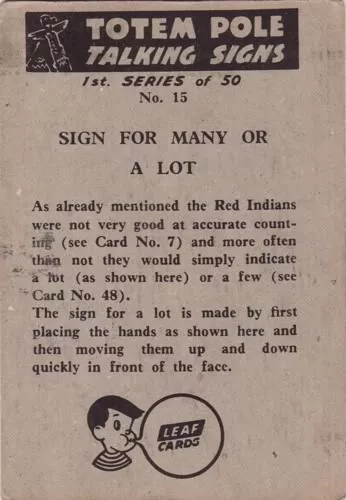 TOTEM POLE
TALKING SIGNS
1st. SERIES of 50
No. 15
SIGN FOR MANY OR
A LOT
As already mentioned the Red Indians
were not very good at accurate count-
ing (see Card No. 7) and more often
than not they would simply indicate
a lot (as shown here) or a few (see
Card No. 48).
The sign for a lot is made by first
placing the hands as shown here and
then moving them up and down
quickly in front of the face.
LEAF
CARDS